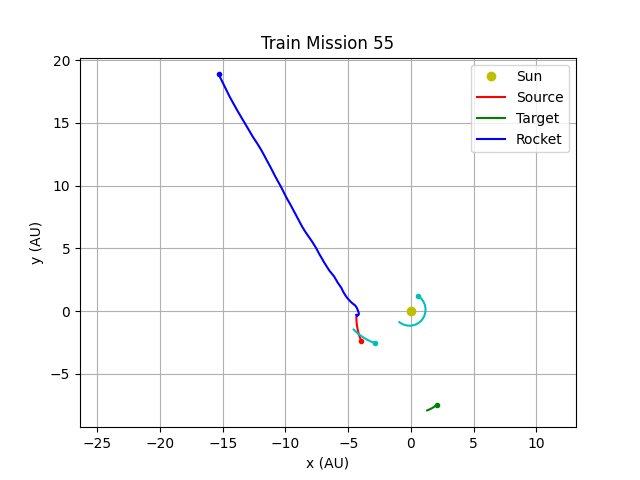 Train Mission 55
Sun
Source
Target
Rocket
20
15
10
5
0
−5
y (AU)
−25 −20 −15 −10 −5 0 5 10
x (AU)